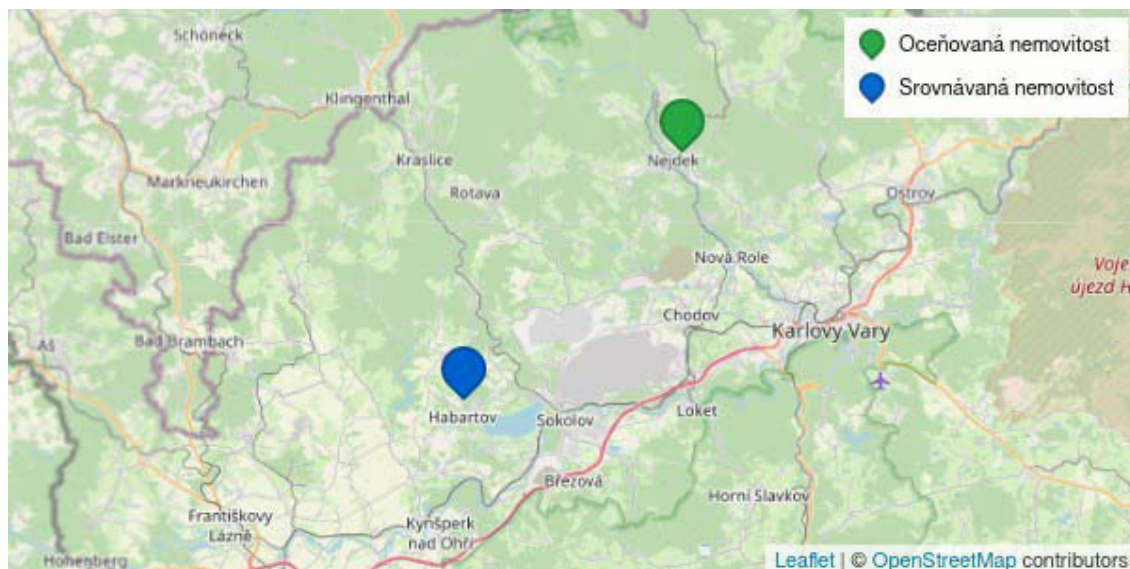 Oceňovaná nemovitost
Srovnávaná nemovitost
Schöneck
Klingenthal
Kraslice
Nejdek
Markneukirchen
Rotava
Ostrov
Bad Elster
Nová Role
Voje
újezd H
Chodov
Karlovy Vary
Aš
Bad Brambach
Habartov
Sokolov
Loket
Březová
Horní Slavkov
Františkovy
Lázně
Kynšperk
nad Ohří
Hohenberg
Leaflet | © OpenStreetMap contributors